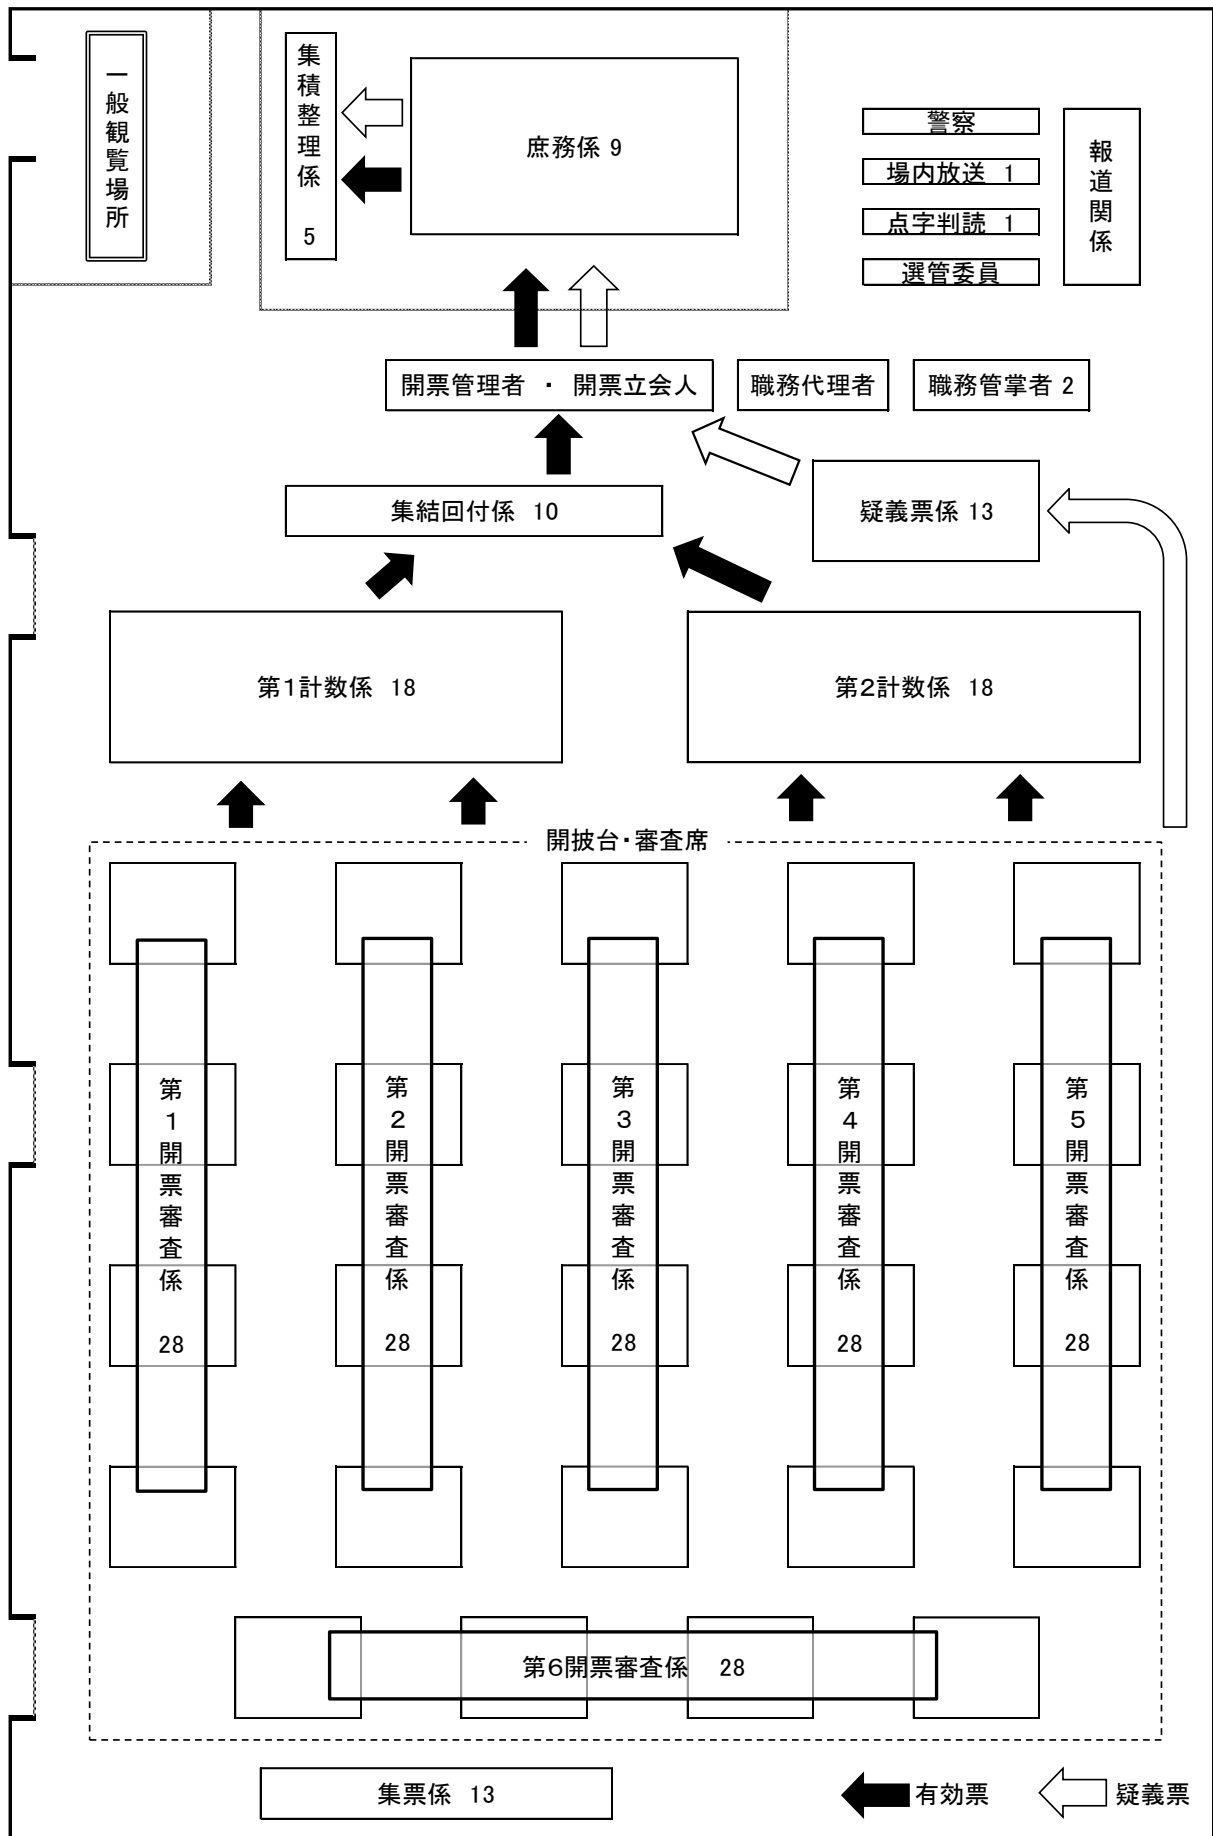 一般観覧場所
集積整理係 5
庶務係 9
警察
場内放送 1
点字判読 1
選管委員
報道関係
開票管理者 ・ 開票立会人
職務代理者
職務管掌者 2
集結回付係 10
疑義票係 13
第1計数係 18
第2計数係 18
開披台・審査席
第1開票審査係 28
第2開票審査係 28
第3開票審査係 28
第4開票審査係 28
第5開票審査係 28
第6開票審査係 28
集票係 13
有効票
疑義票